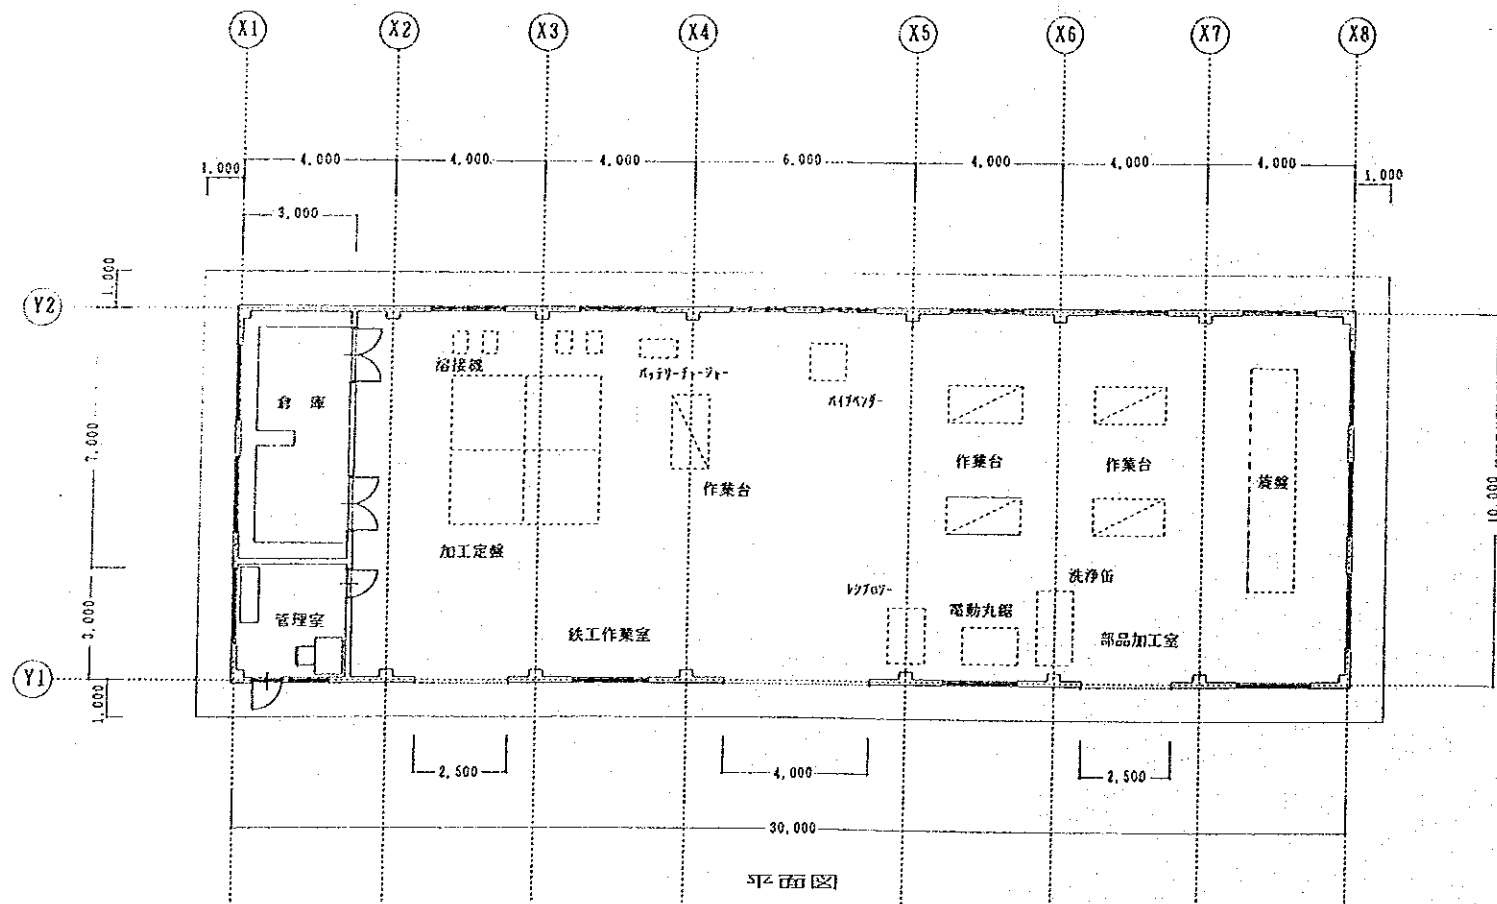 X1 X2 X3 X4 X5 X6 X7 X8
4,000 4,000 4,000 6,000 4,000 4,000 4,000
1,000 1,000
3,000
1,000
Y2
溶接機
バッテリーチャージャー
倉 庫
パイプベンダー
7,000
作業台 作業台
旋盤
作業台
10,000
加工定盤
洗浄缶
レシプロソー
電動丸鋸
3,000
管理室
鉄工作業室
部品加工室
Y1
1,000
2,500 4,000 2,500
30,000
平面図